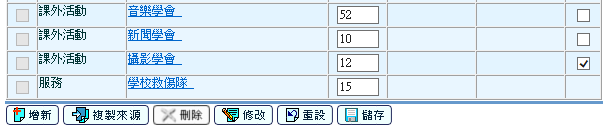 課外活動 音樂學會 52
課外活動 新聞學會 10
課外活動 攝影學會 12
服務 學校救傷隊 15
增新 複製來源 刪除 修改 重設 儲存